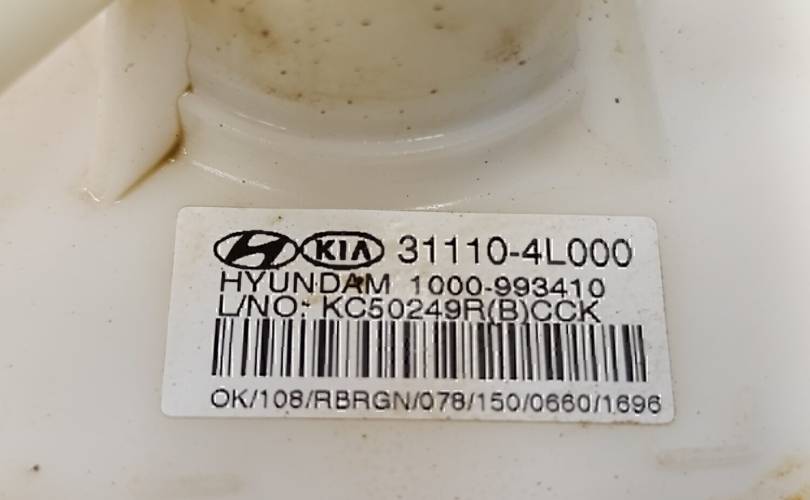 KIA 31110-4L000
HYUNDAM 1000-993410
L/NO: KC50249R(B)CCK
OK/108/RBRGN/078/150/0660/1696